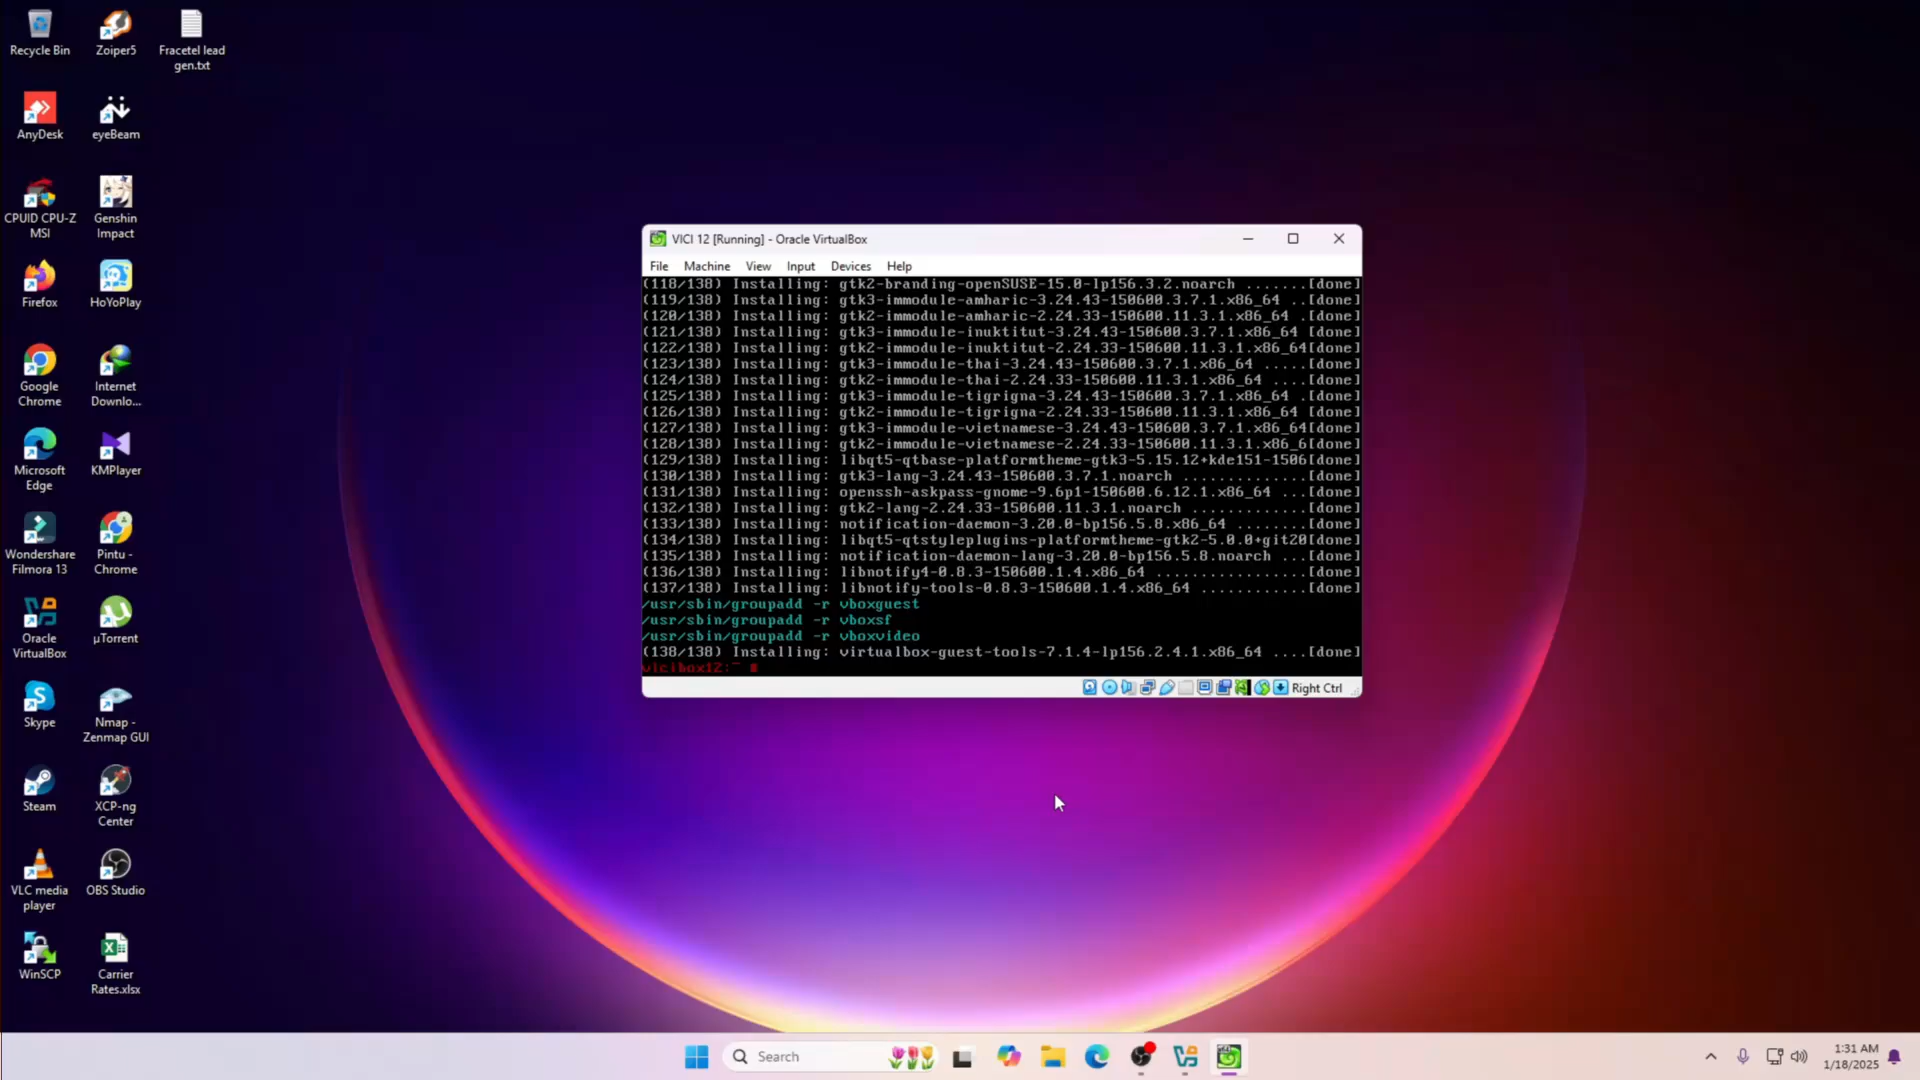 Recycle Bin
Zoiper5
Fracetel lead
gen.txt
AnyDesk
eyeBeam
CPUID CPU-Z
MSI
Genshin
Impact
Firefox
HoYoPlay
Google
Chrome
Internet
Downlo...
Microsoft
Edge
KMPlayer
Wondershare
Filmora 13
Pintu -
Chrome
Oracle
VirtualBox
µTorrent
Skype
Nmap -
Zenmap GUI
Steam
XCP-ng
Center
VLC media
player
OBS Studio
WinSCP
Carrier
Rates.xlsx
VICI 12 [Running] - Oracle VirtualBox
File Machine View Input Devices Help
(118/138) Installing: gtk2-branding-openSUSE-15.0-lp156.3.2.noarch .......[done]
(119/138) Installing: gtk3-immodule-amharic-3.24.43-150600.3.7.1.x86_64 ..[done]
(120/138) Installing: gtk2-immodule-amharic-2.24.33-150600.11.3.1.x86_64 .[done]
(121/138) Installing: gtk3-immodule-inuktitut-3.24.43-150600.3.7.1.x86_64 [done]
(122/138) Installing: gtk2-immodule-inuktitut-2.24.33-150600.11.3.1.x86_64[done]
(123/138) Installing: gtk3-immodule-thai-3.24.43-150600.3.7.1.x86_64 .....[done]
(124/138) Installing: gtk2-immodule-thai-2.24.33-150600.11.3.1.x86_64 ....[done]
(125/138) Installing: gtk3-immodule-tigrigna-3.24.43-150600.3.7.1.x86_64 .[done]
(126/138) Installing: gtk2-immodule-tigrigna-2.24.33-150600.11.3.1.x86_64 [done]
(127/138) Installing: gtk3-immodule-vietnamese-3.24.43-150600.3.7.1.x86_64[done]
(128/138) Installing: gtk2-immodule-vietnamese-2.24.33-150600.11.3.1.x86_6[done]
(129/138) Installing: libqt5-qtbase-platformtheme-gtk3-5.15.12+kde151-1506[done]
(130/138) Installing: gtk3-lang-3.24.43-150600.3.7.1.noarch ..............[done]
(131/138) Installing: openssh-askpass-gnome-9.6p1-150600.6.12.1.x86_64 ...[done]
(132/138) Installing: gtk2-lang-2.24.33-150600.11.3.1.noarch .............[done]
(133/138) Installing: notification-daemon-3.20.0-bp156.5.8.x86_64 ........[done]
(134/138) Installing: libqt5-qtstyleplugins-platformtheme-gtk2-5.0.0+git20[done]
(135/138) Installing: notification-daemon-lang-3.20.0-bp156.5.8.noarch ...[done]
(136/138) Installing: libnotify4-0.8.3-150600.1.4.x86_64 .................[done]
(137/138) Installing: libnotify-tools-0.8.3-150600.1.4.x86_64 ............[done]
/usr/sbin/groupadd -r vboxguest
/usr/sbin/groupadd -r vboxsf
/usr/sbin/groupadd -r vboxvideo
(138/138) Installing: virtualbox-guest-tools-7.1.4-lp156.2.4.1.x86_64 ....[done]
vicibox12:~ #
Right Ctrl
Search
1:31 AM
1/18/2025